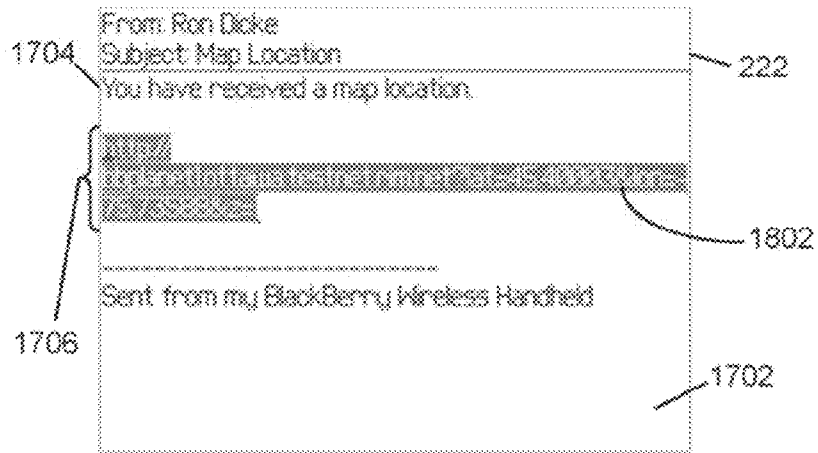 From: Ron Dicke
Subject: Map Location
1704
222
You have received a map location.
1802
Sent from my BlackBerry Wireless Handheld
1706
1702